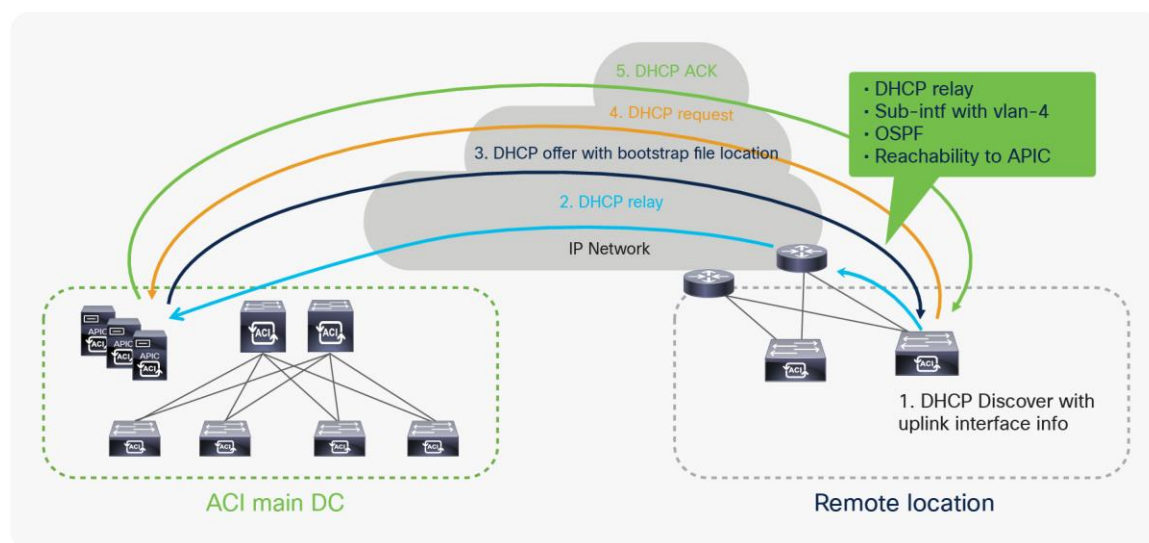 5. DHCP ACK
4. DHCP request
3. DHCP offer with bootstrap file location
2. DHCP relay
IP Network
• DHCP relay
• Sub-intf with vlan-4
• OSPF
• Reachability to APIC
APIC
ACI
APIC
ACI
APIC
ACI
ACI
ACI
ACI
ACI
ACI
ACI
ACI
ACI
1. DHCP Discover with
uplink interface info
ACI main DC
Remote location